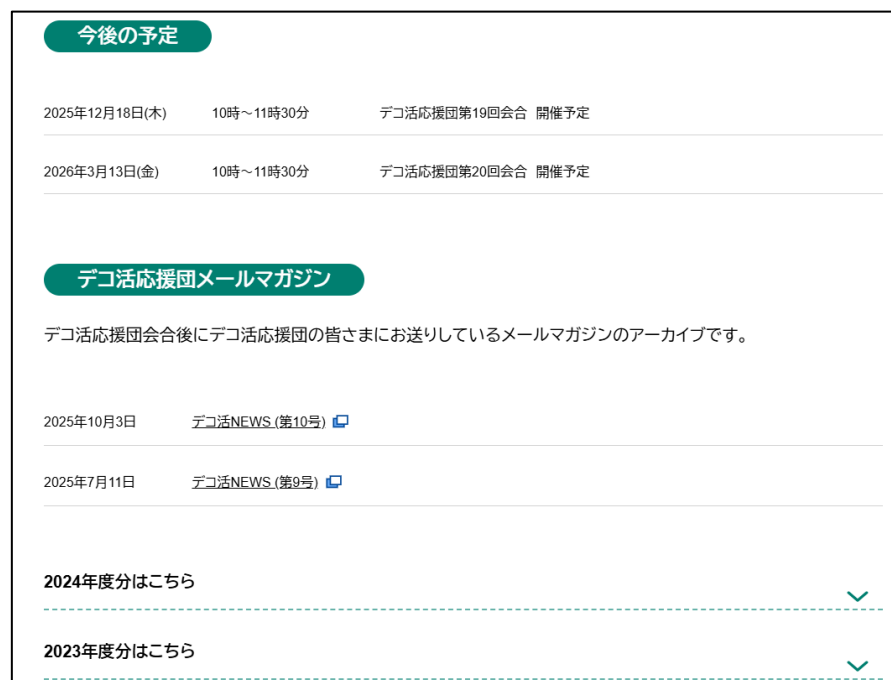 今後の予定
2025年12月18日(木) 10時～11時30分 デコ活応援団第19回会合 開催予定
2026年3月13日(金) 10時～11時30分 デコ活応援団第20回会合 開催予定
デコ活応援団メールマガジン
デコ活応援団会合後にデコ活応援団の皆さまにお送りしているメールマガジンのアーカイブです。
2025年10月3日 デコ活NEWS (第10号)
2025年7月11日 デコ活NEWS (第9号)
2024年度分はこちら
2023年度分はこちら